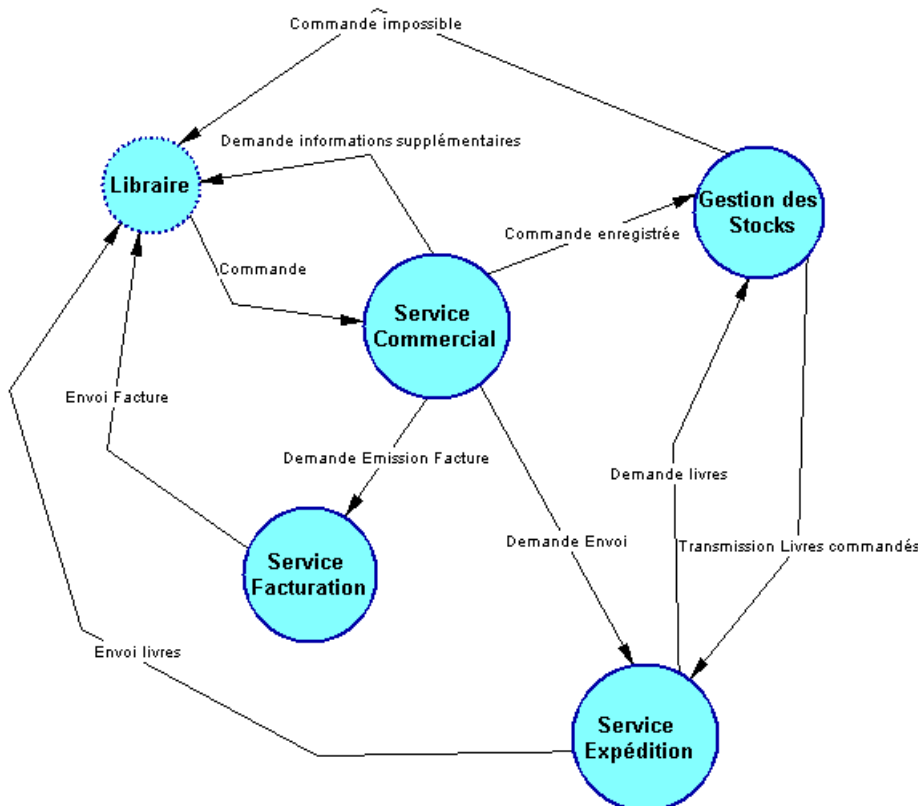 Commande impossible
Demande informations supplémentaires
Libraire
Gestion des
Stocks
Commande enregistrée
Commande
Service
Commercial
Envoi Facture
Demande Emission Facture
Demande livres
Service
Facturation
Demande Envoi
Transmission Livres commandés
Envoi livres
Service
Expédition